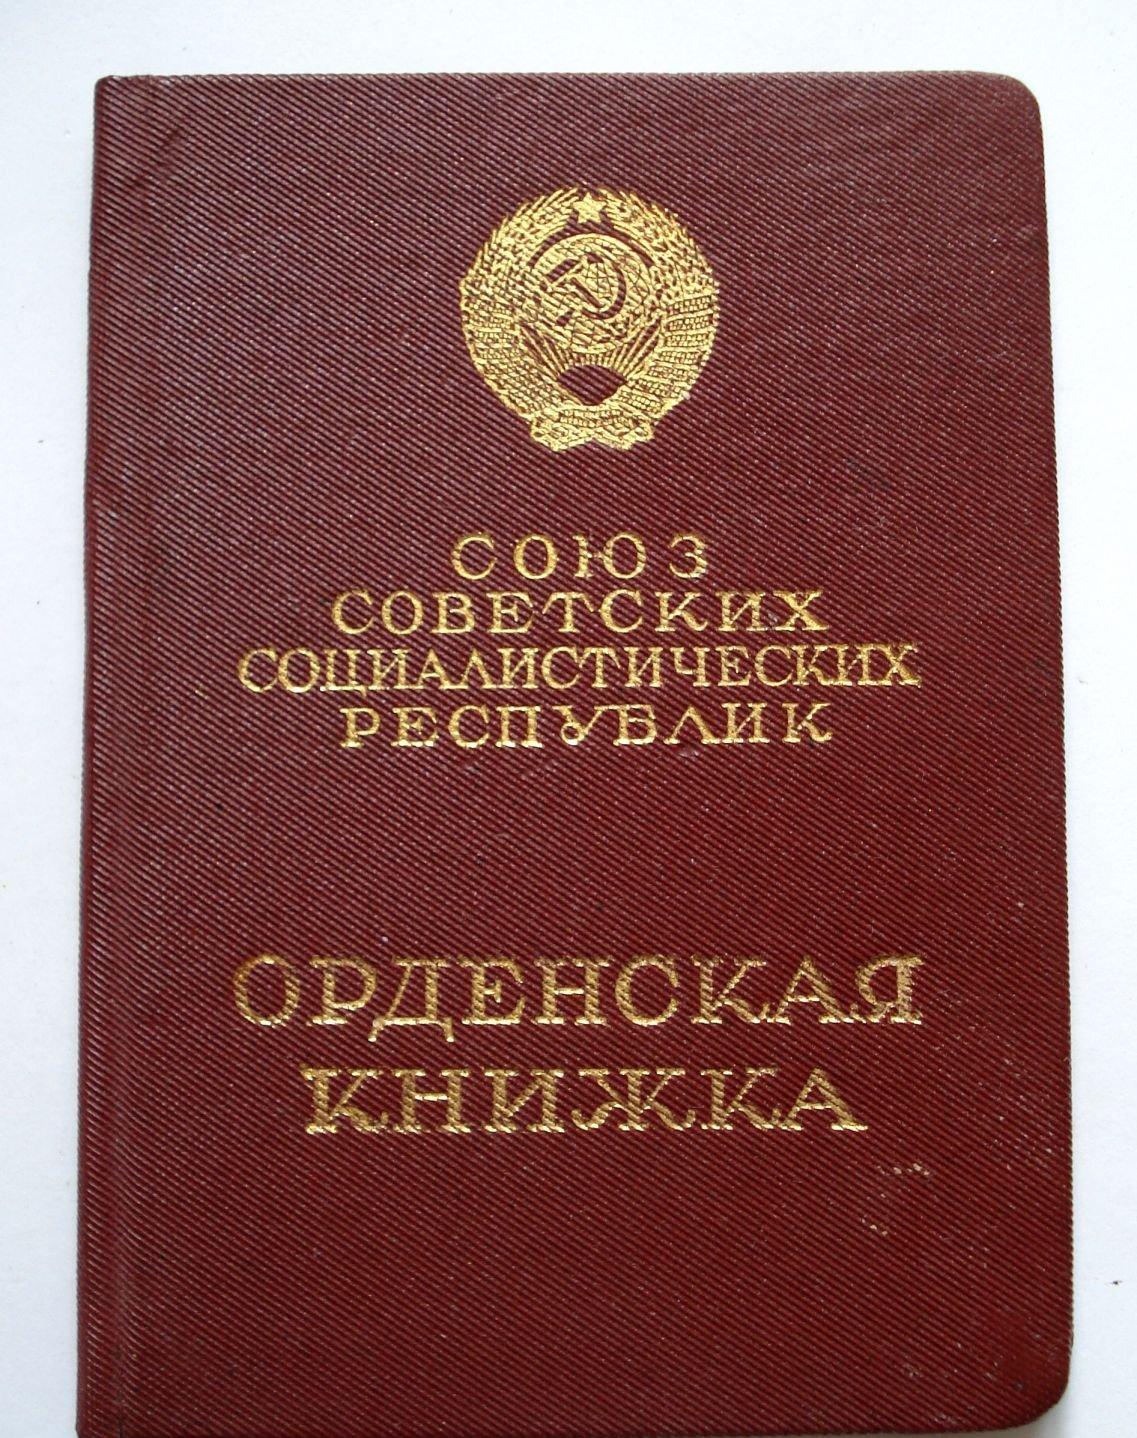 СОЮЗ
СОВЕТСКИХ
СОЦИАЛИСТИЧЕСКИХ
РЕСПУБЛИК
ОРДЕНСКАЯ
КНИЖКА